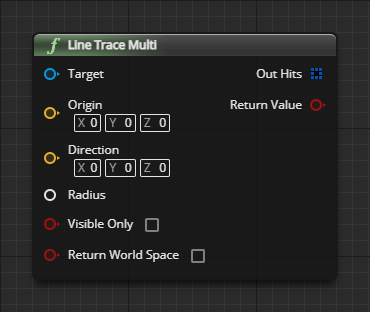 f Line Trace Multi
Target
Out Hits
Origin
X 0 Y 0 Z 0
Return Value
Direction
X 0 Y 0 Z 0
Radius
Visible Only
Return World Space